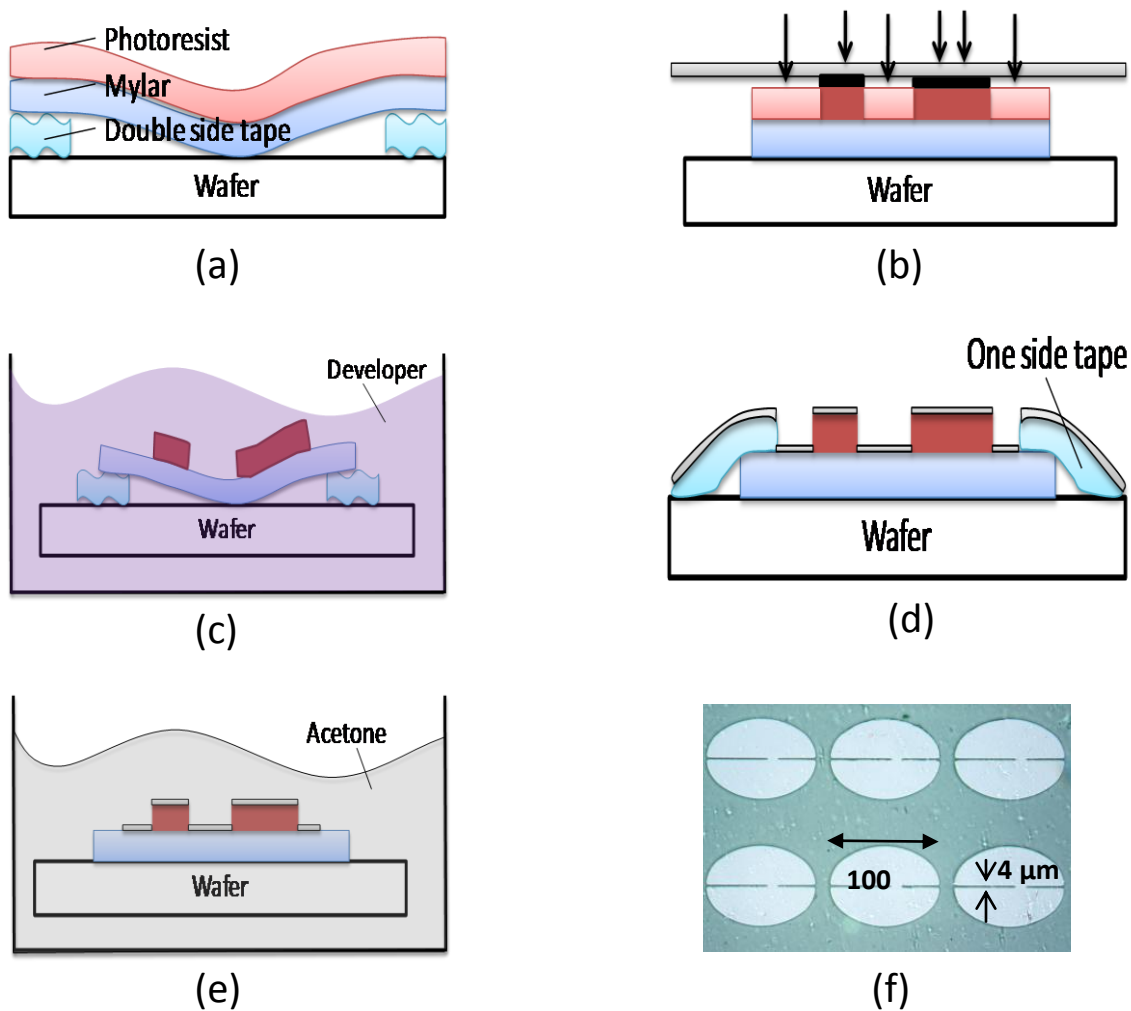 Photoresist
Mylar
Double side tape
Wafer
(a)
Wafer
(b)
Developer
Wafer
(c)
One side tape
Wafer
(d)
Acetone
Wafer
(e)
100
4 µm
(f)